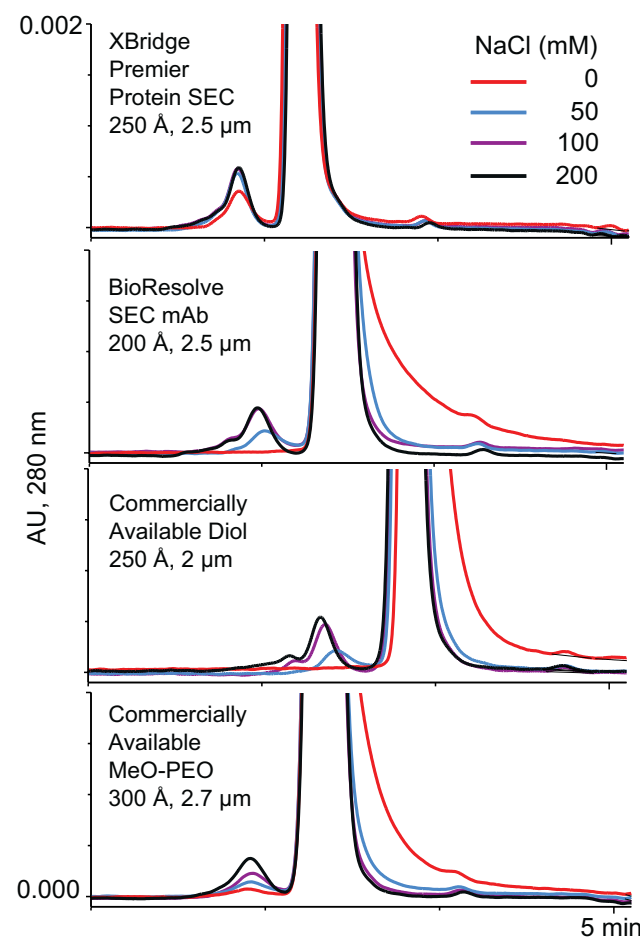 0.002
XBridge
Premier
Protein SEC
250 Å, 2.5 µm
NaCl (mM)
0
50
100
200
BioResolve
SEC mAb
200 Å, 2.5 µm
AU, 280 nm
Commercially
Available Diol
250 Å, 2 µm
Commercially
Available
MeO-PEO
300 Å, 2.7 µm
0.000
5 min